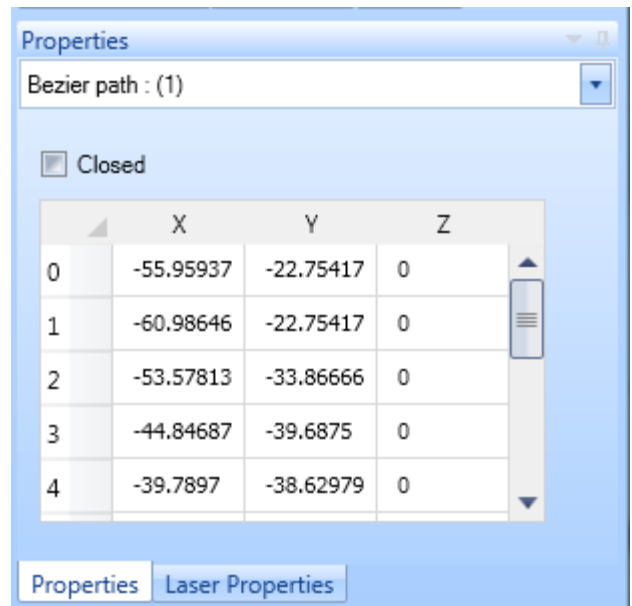 Properties
Bezier path : (1)
Closed
X Y Z
0 -55.95937 -22.75417 0
1 -60.98646 -22.75417 0
2 -53.57813 -33.86666 0
3 -44.84687 -39.6875 0
4 -39.7897 -38.62979 0
Properties Laser Properties